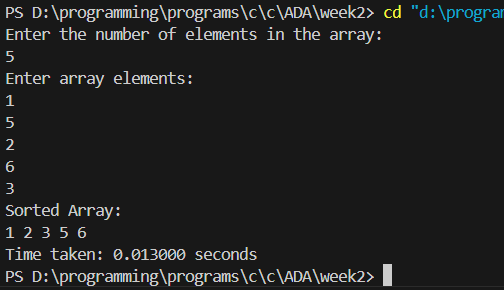 PS D:\programming\programs\c\c\ADA\week2> cd "d:\program
Enter the number of elements in the array:
5
Enter array elements:
1
5
2
6
3
Sorted Array:
1 2 3 5 6
Time taken: 0.013000 seconds
PS D:\programming\programs\c\c\ADA\week2>